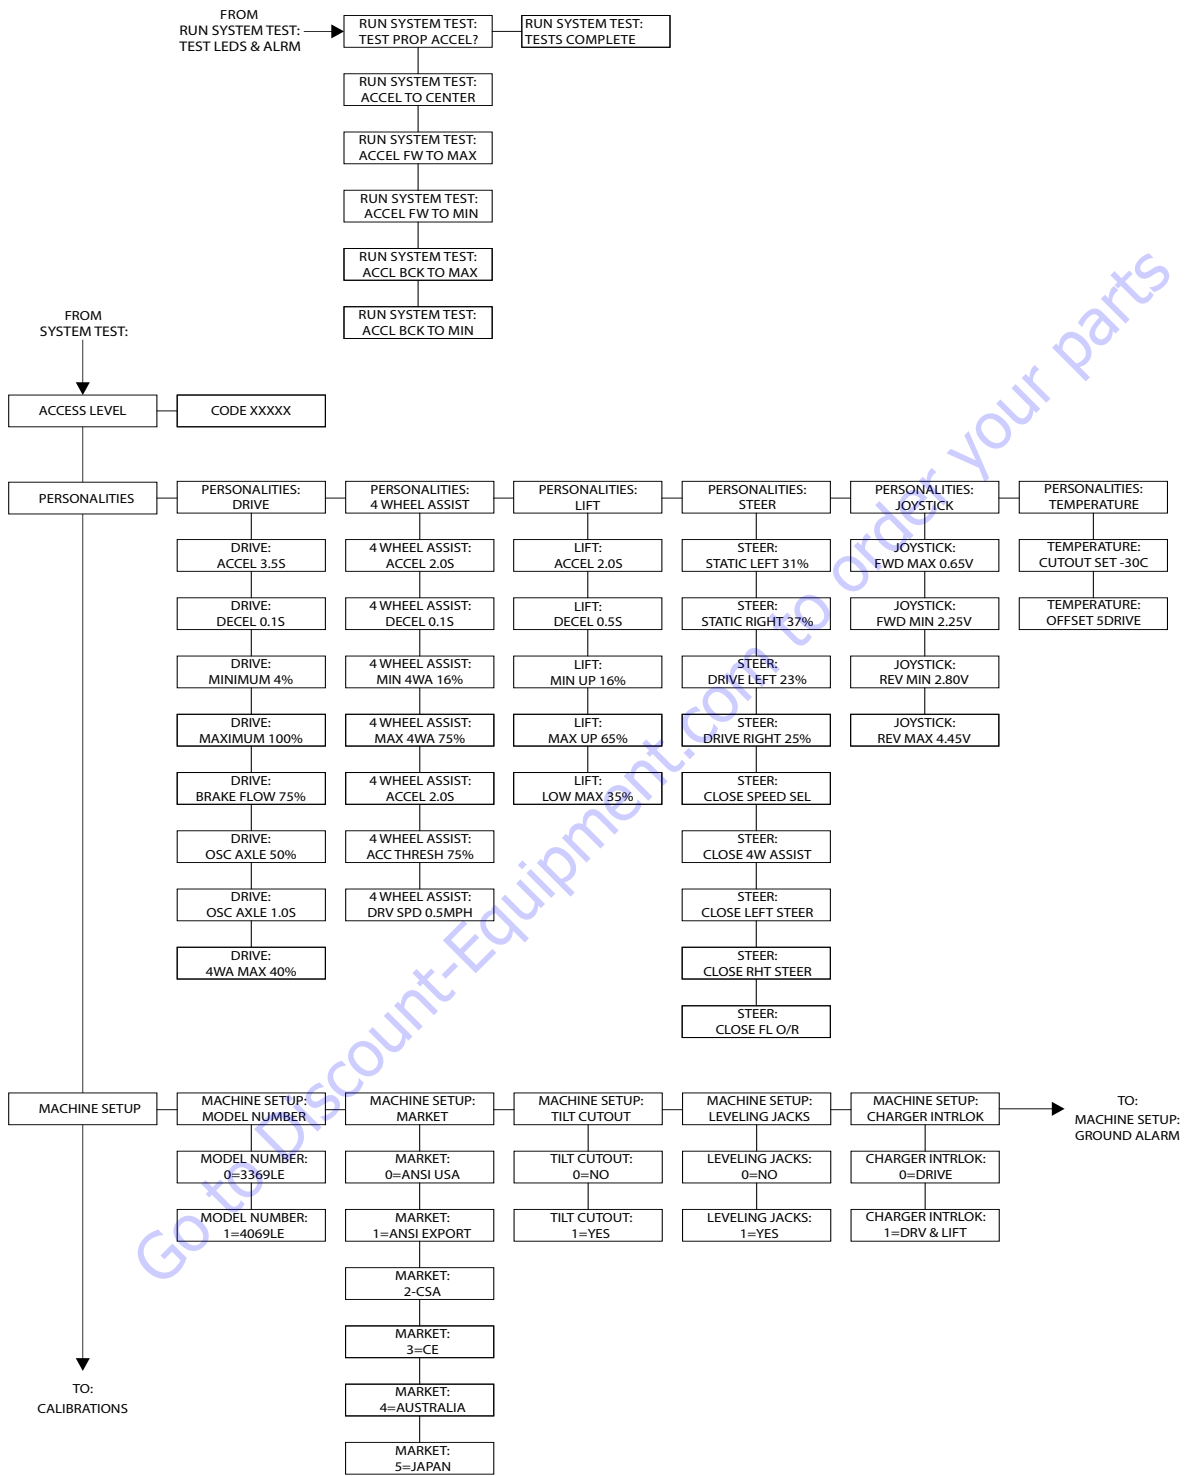 FROM
RUN SYSTEM TEST:
TEST LEDS & ALRM
RUN SYSTEM TEST:
TEST PROP ACCEL?
RUN SYSTEM TEST:
TESTS COMPLETE
RUN SYSTEM TEST:
ACCEL TO CENTER
RUN SYSTEM TEST:
ACCEL FW TO MAX
RUN SYSTEM TEST:
ACCEL FW TO MIN
RUN SYSTEM TEST:
ACCL BCK TO MAX
RUN SYSTEM TEST:
ACCL BCK TO MIN
FROM
SYSTEM TEST:
ACCESS LEVEL
CODE XXXXX
PERSONALITIES
PERSONALITIES:
DRIVE
DRIVE:
ACCEL 3.5S
DRIVE:
DECEL 0.1S
DRIVE:
MINIMUM 4%
DRIVE:
MAXIMUM 100%
DRIVE:
BRAKE FLOW 75%
DRIVE:
OSC AXLE 50%
DRIVE:
OSC AXLE 1.0S
DRIVE:
4WA MAX 40%
PERSONALITIES:
4 WHEEL ASSIST
4 WHEEL ASSIST:
ACCEL 2.0S
4 WHEEL ASSIST:
DECEL 0.1S
4 WHEEL ASSIST:
MIN 4WA 16%
4 WHEEL ASSIST:
MAX 4WA 75%
4 WHEEL ASSIST:
ACCEL 2.0S
4 WHEEL ASSIST:
ACC THRESH 75%
4 WHEEL ASSIST:
DRV SPD 0.5MPH
PERSONALITIES:
LIFT
LIFT:
ACCEL 2.0S
LIFT:
DECEL 0.5S
LIFT:
MIN UP 16%
LIFT:
MAX UP 65%
LIFT:
LOW MAX 35%
PERSONALITIES:
STEER
STEER:
STATIC LEFT 31%
STEER:
STATIC RIGHT 37%
STEER:
DRIVE LEFT 23%
STEER:
DRIVE RIGHT 25%
STEER:
CLOSE SPEED SEL
STEER:
CLOSE 4W ASSIST
STEER:
CLOSE LEFT STEER
STEER:
CLOSE RHT STEER
STEER:
CLOSE FL O/R
PERSONALITIES:
JOYSTICK
JOYSTICK:
FWD MAX 0.65V
JOYSTICK:
FWD MIN 2.25V
JOYSTICK:
REV MIN 2.80V
JOYSTICK:
REV MAX 4.45V
PERSONALITIES:
TEMPERATURE
TEMPERATURE:
CUTOUT SET -30C
TEMPERATURE:
OFFSET 5DRIVE
MACHINE SETUP
MACHINE SETUP:
MODEL NUMBER
MODEL NUMBER:
0=3369LE
MODEL NUMBER:
1=4069LE
MACHINE SETUP:
MARKET
MARKET:
0=ANSI USA
MARKET:
1=ANSI EXPORT
MARKET:
2-CSA
MARKET:
3=CE
MARKET:
4=AUSTRALIA
MARKET:
5=JAPAN
MACHINE SETUP:
TILT CUTOUT
TILT CUTOUT:
0=NO
TILT CUTOUT:
1=YES
MACHINE SETUP:
LEVELING JACKS
LEVELING JACKS:
0=NO
LEVELING JACKS:
1=YES
MACHINE SETUP:
CHARGER INTRLOK
CHARGER INTRLOK:
0=DRIVE
CHARGER INTRLOK:
1=DRV & LIFT
TO:
MACHINE SETUP:
GROUND ALARM
TO:
CALIBRATIONS
Go to Discount-Equipment.com to order your parts